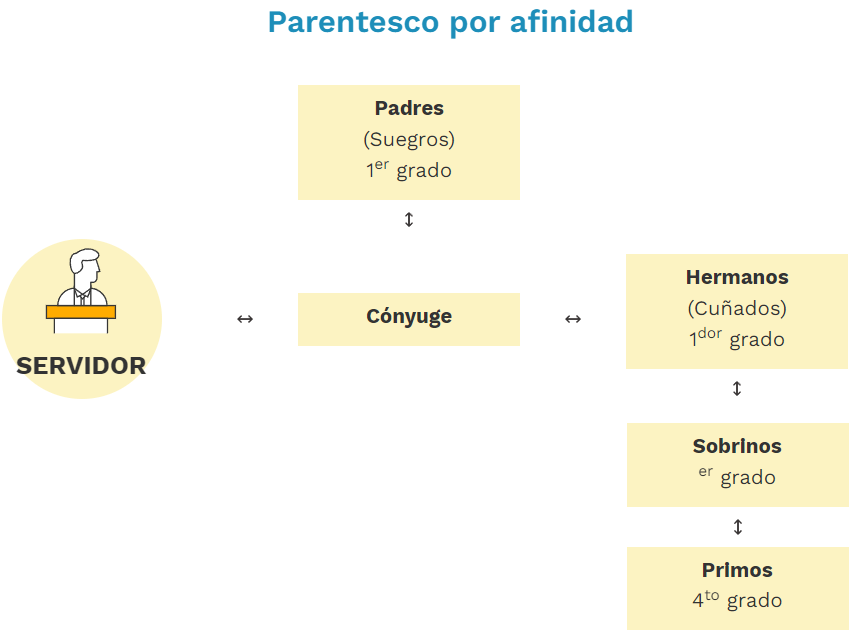 Parentesco por afinidad
Padres
(Suegros)
1er grado
SERVIDOR
Cónyuge
Hermanos
(Cuñados)
1dor grado
Sobrinos
er grado
Primos
4to grado